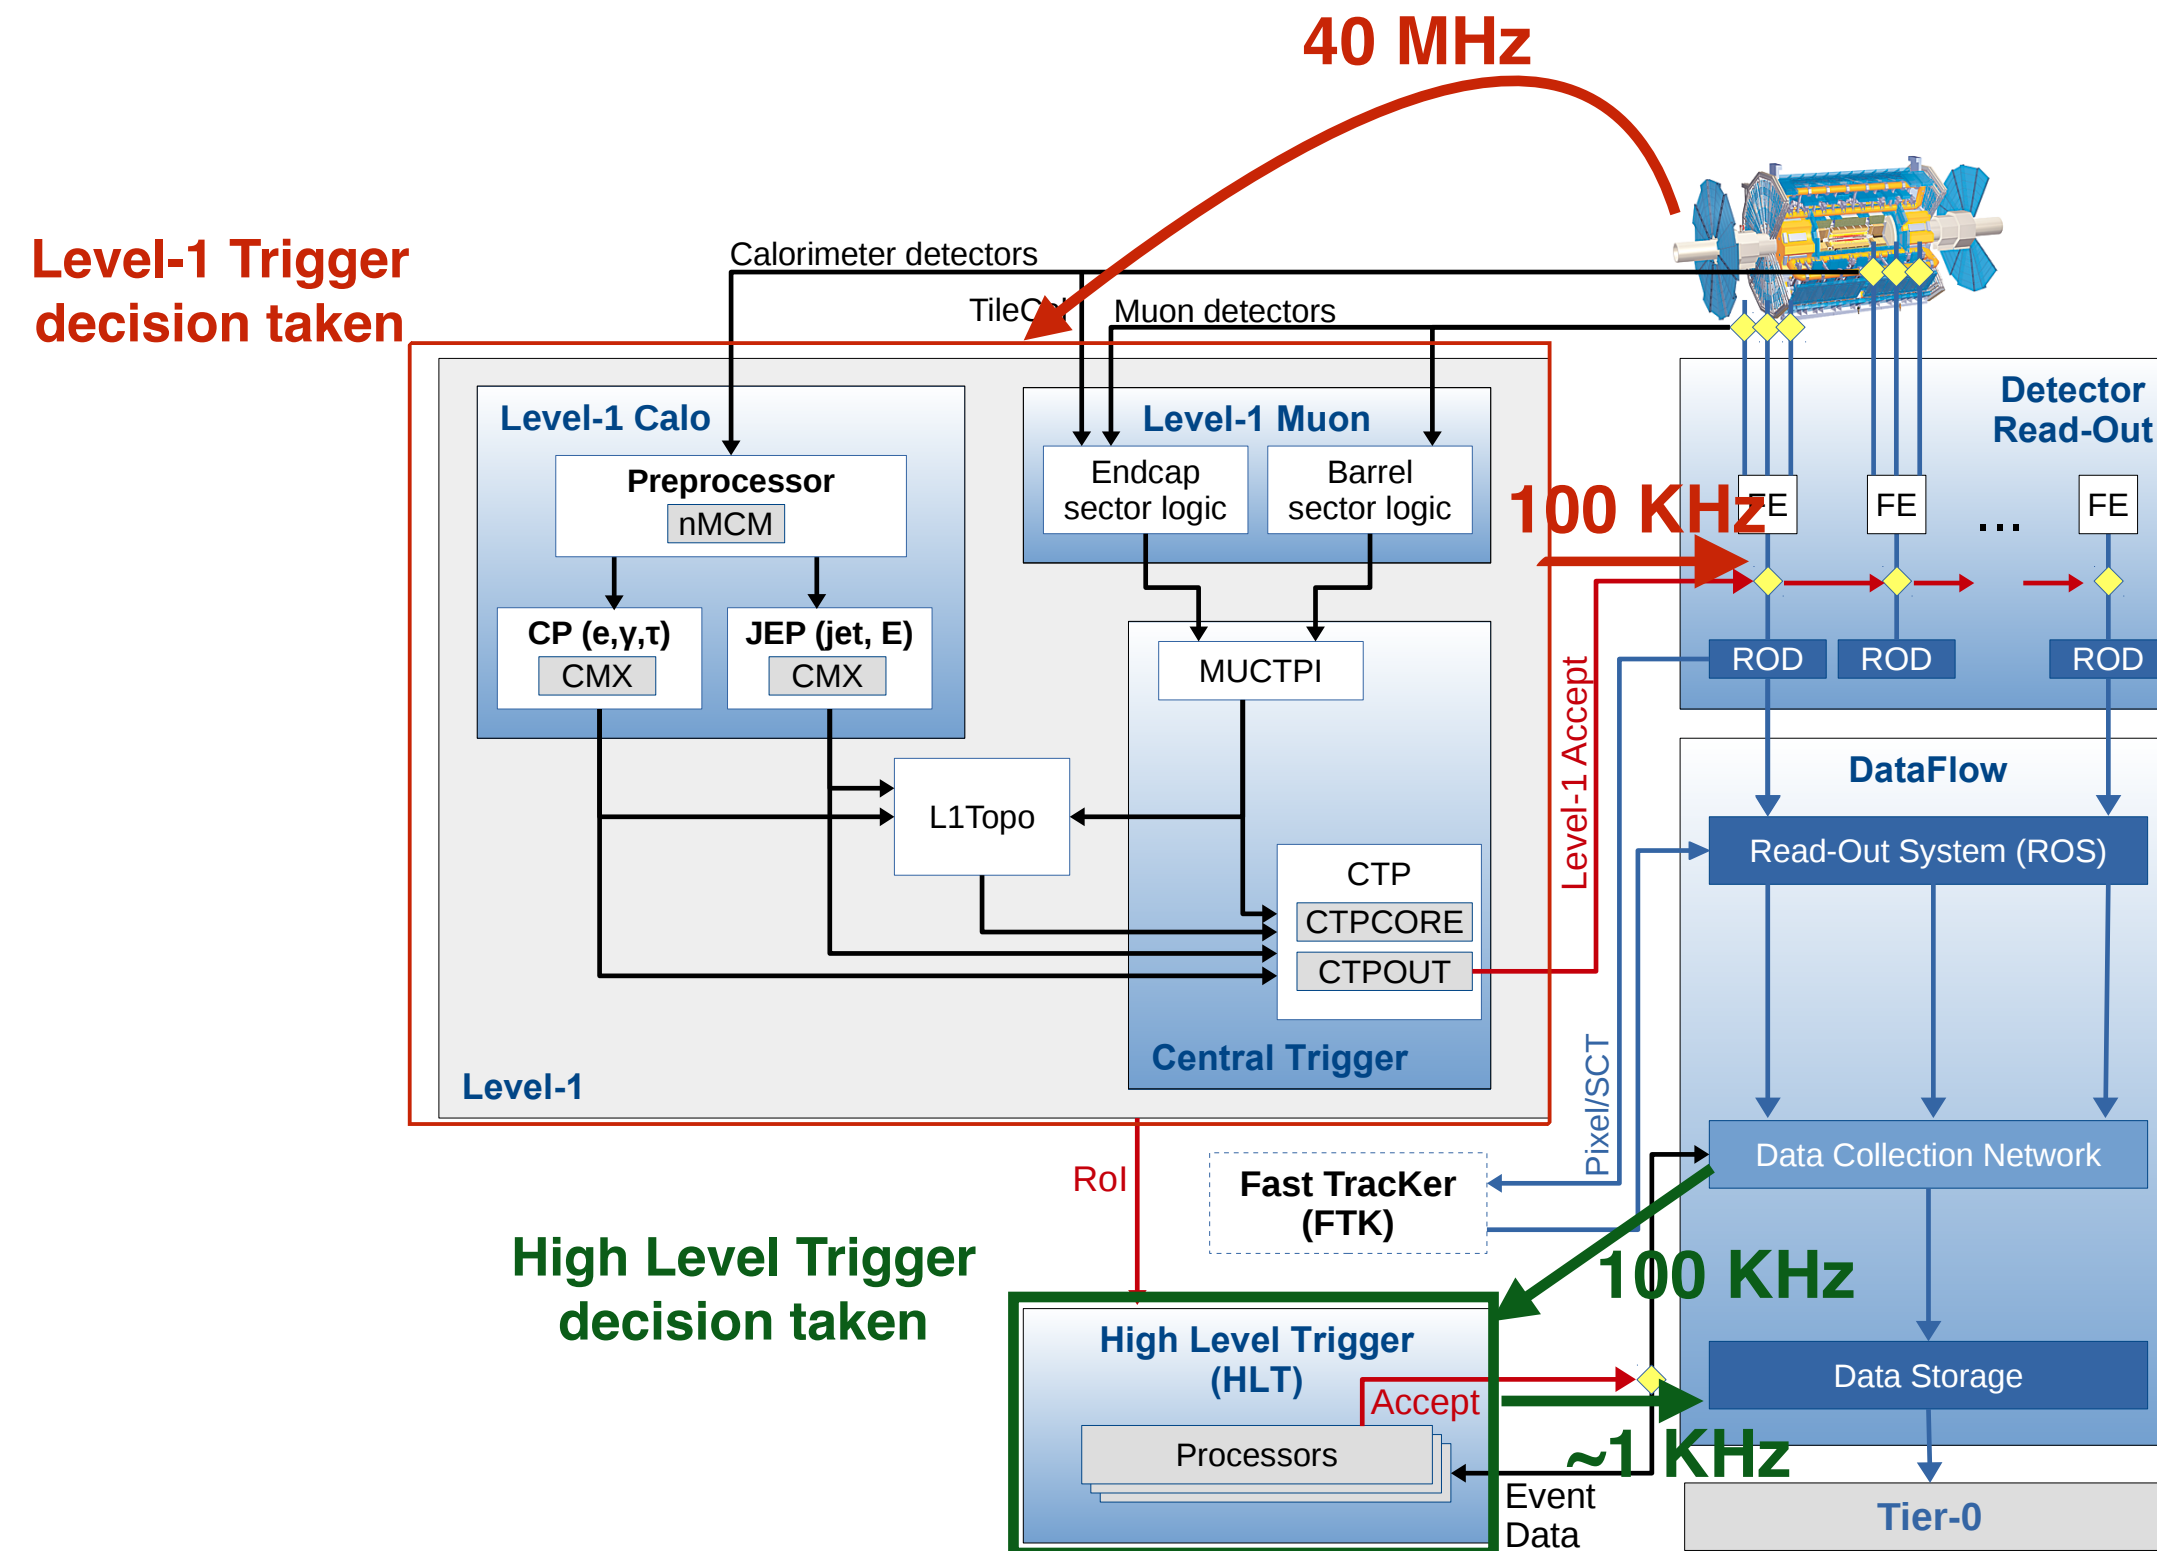 40 MHz
Level-1 Trigger
decision taken
Calorimeter detectors
TileCal
Muon detectors
Level-1 Calo
Preprocessor
nMCM
CP (e,γ,τ)
CMX
JEP (jet, E)
CMX
Level-1 Muon
Endcap
sector logic
Barrel
sector logic
100 KHz
Detector
Read-Out
FE
FE
...
FE
ROD
ROD
ROD
MUCTPI
L1Topo
CTP
CTPCORE
CTPOUT
Central Trigger
Level-1
Level-1 Accept
DataFlow
Read-Out System (ROS)
Pixel/SCT
Data Collection Network
RoI
Fast TracKer
(FTK)
100 KHz
High Level Trigger
decision taken
High Level Trigger
(HLT)
Accept
Processors
Data Storage
~1 KHz
Event
Data
Tier-0